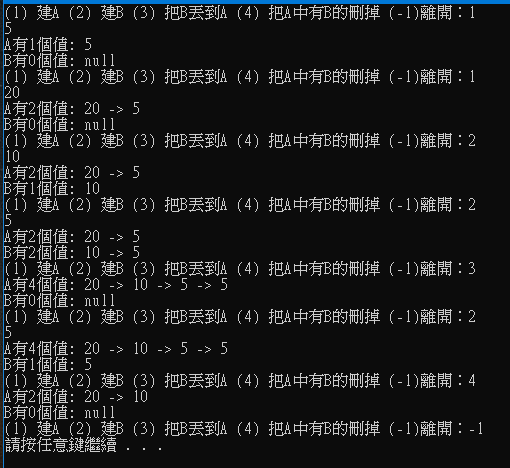 (1) 建A (2) 建B (3) 把B丟到A (4) 把A中有B的刪掉 (-1)離開：1
5
A有1個值: 5
B有0個值: null
(1) 建A (2) 建B (3) 把B丟到A (4) 把A中有B的刪掉 (-1)離開：1
20
A有2個值: 20 -> 5
B有0個值: null
(1) 建A (2) 建B (3) 把B丟到A (4) 把A中有B的刪掉 (-1)離開：2
10
A有2個值: 20 -> 5
B有1個值: 10
(1) 建A (2) 建B (3) 把B丟到A (4) 把A中有B的刪掉 (-1)離開：2
5
A有2個值: 20 -> 5
B有2個值: 10 -> 5
(1) 建A (2) 建B (3) 把B丟到A (4) 把A中有B的刪掉 (-1)離開：3
A有4個值: 20 -> 10 -> 5 -> 5
B有0個值: null
(1) 建A (2) 建B (3) 把B丟到A (4) 把A中有B的刪掉 (-1)離開：2
5
A有4個值: 20 -> 10 -> 5 -> 5
B有1個值: 5
(1) 建A (2) 建B (3) 把B丟到A (4) 把A中有B的刪掉 (-1)離開：4
A有2個值: 20 -> 10
B有0個值: null
(1) 建A (2) 建B (3) 把B丟到A (4) 把A中有B的刪掉 (-1)離開：-1
請按任意鍵繼續 . . .